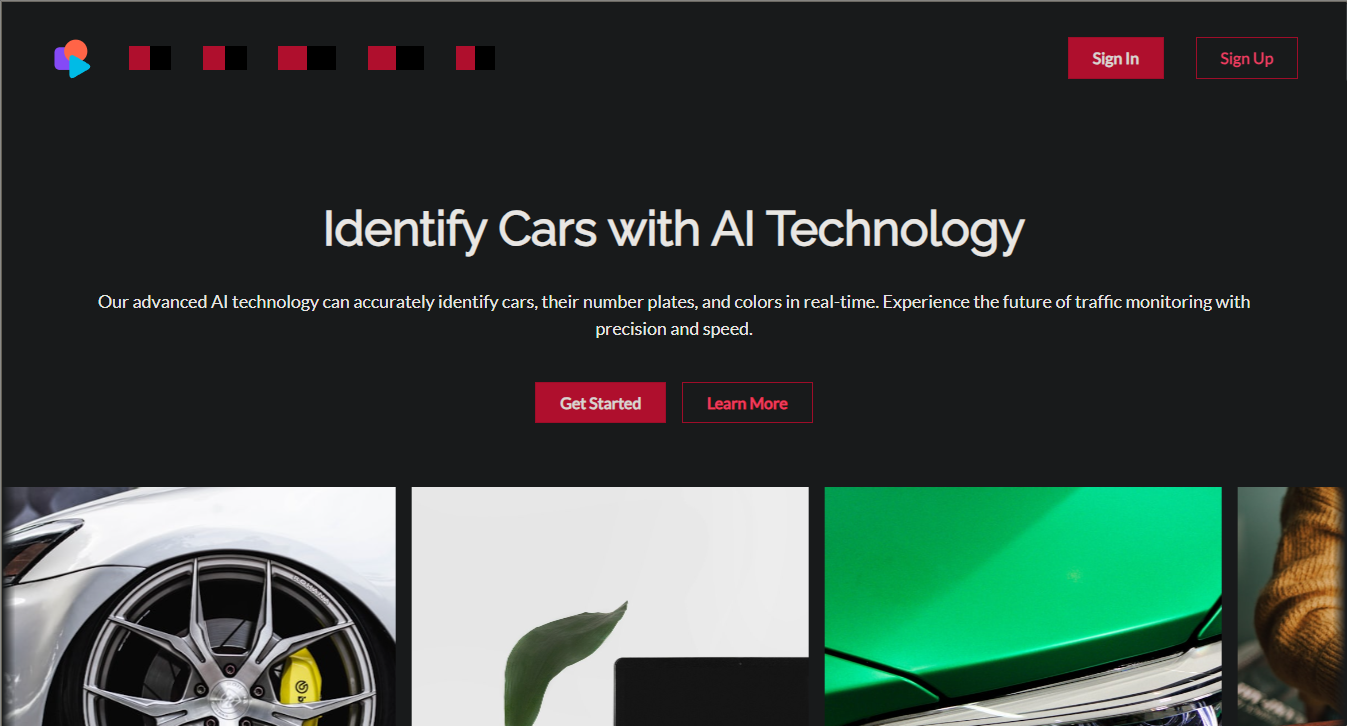 Sign In
Sign Up
Identify Cars with AI Technology
Our advanced AI technology can accurately identify cars, their number plates, and colors in real-time. Experience the future of traffic monitoring with
precision and speed.
Get Started
Learn More